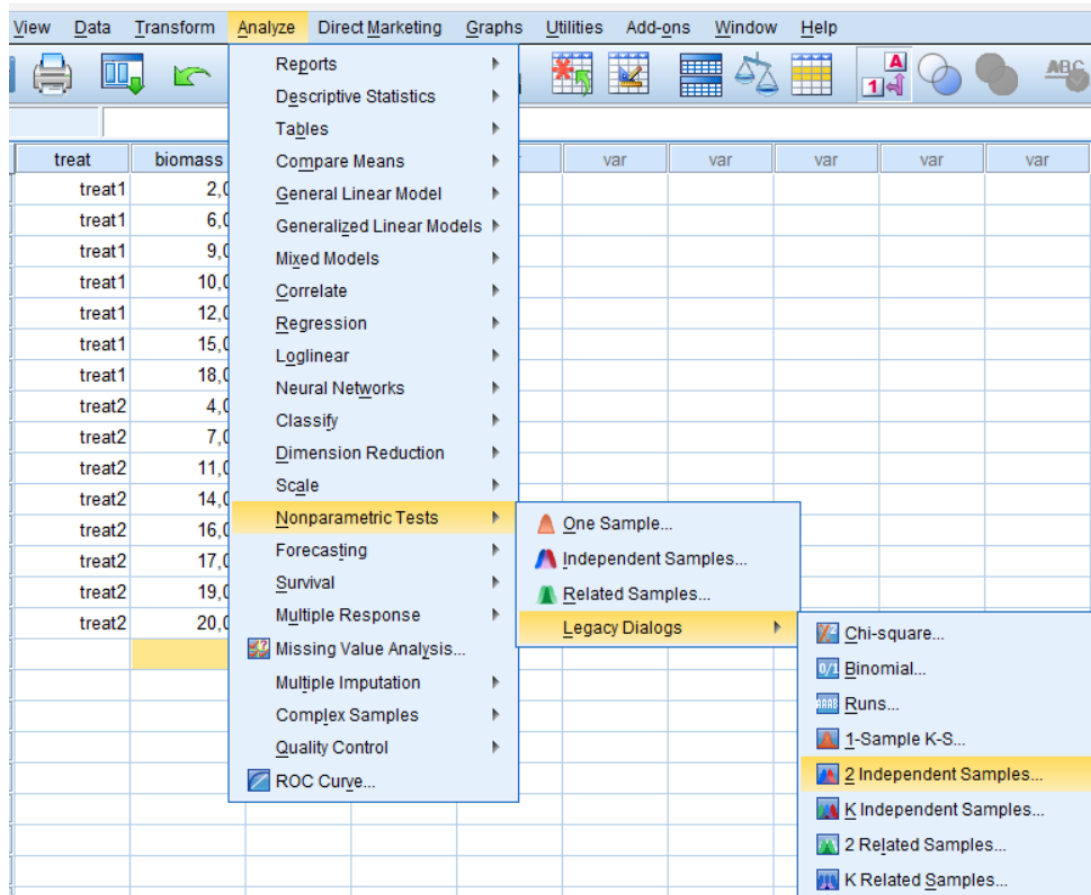 View Data Transform Analyze Direct Marketing Graphs Utilities Add-ons Window Help
A
1
ABC
treat biomass var var var var var
treat1 2,0
treat1 6,0
treat1 9,0
treat1 10,0
treat1 12,0
treat1 15,0
treat1 18,0
treat2 4,0
treat2 7,0
treat2 11,0
treat2 14,0
treat2 16,0
treat2 17,0
treat2 19,0
treat2 20,0
Reports
Descriptive Statistics
Tables
Compare Means
General Linear Model
Generalized Linear Models
Mixed Models
Correlate
Regression
Loglinear
Neural Networks
Classify
Dimension Reduction
Scale
Nonparametric Tests
Forecasting
Survival
Multiple Response
Missing Value Analysis...
Multiple Imputation
Complex Samples
Quality Control
ROC Curve...
One Sample...
Independent Samples...
Related Samples...
Legacy Dialogs
Chi-square...
0/1 Binomial...
Runs...
1-Sample K-S...
2 Independent Samples...
K Independent Samples...
2 Related Samples...
K Related Samples...